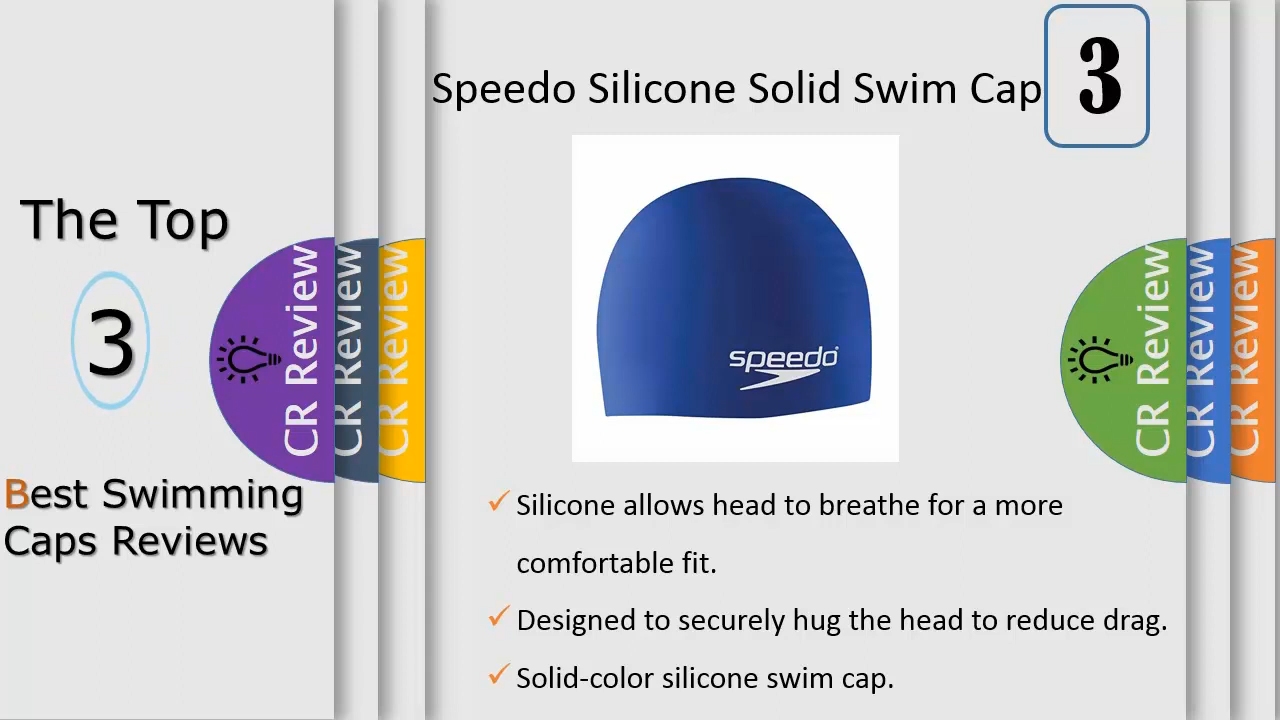 The Top
3
Best Swimming
Caps Reviews
CR Review
CR Review
CR Review
Speedo Silicone Solid Swim Cap
3
speedo®
✓ Silicone allows head to breathe for a more
comfortable fit.
✓ Designed to securely hug the head to reduce drag.
✓ Solid-color silicone swim cap.
CR Review
CR Review
CR Review